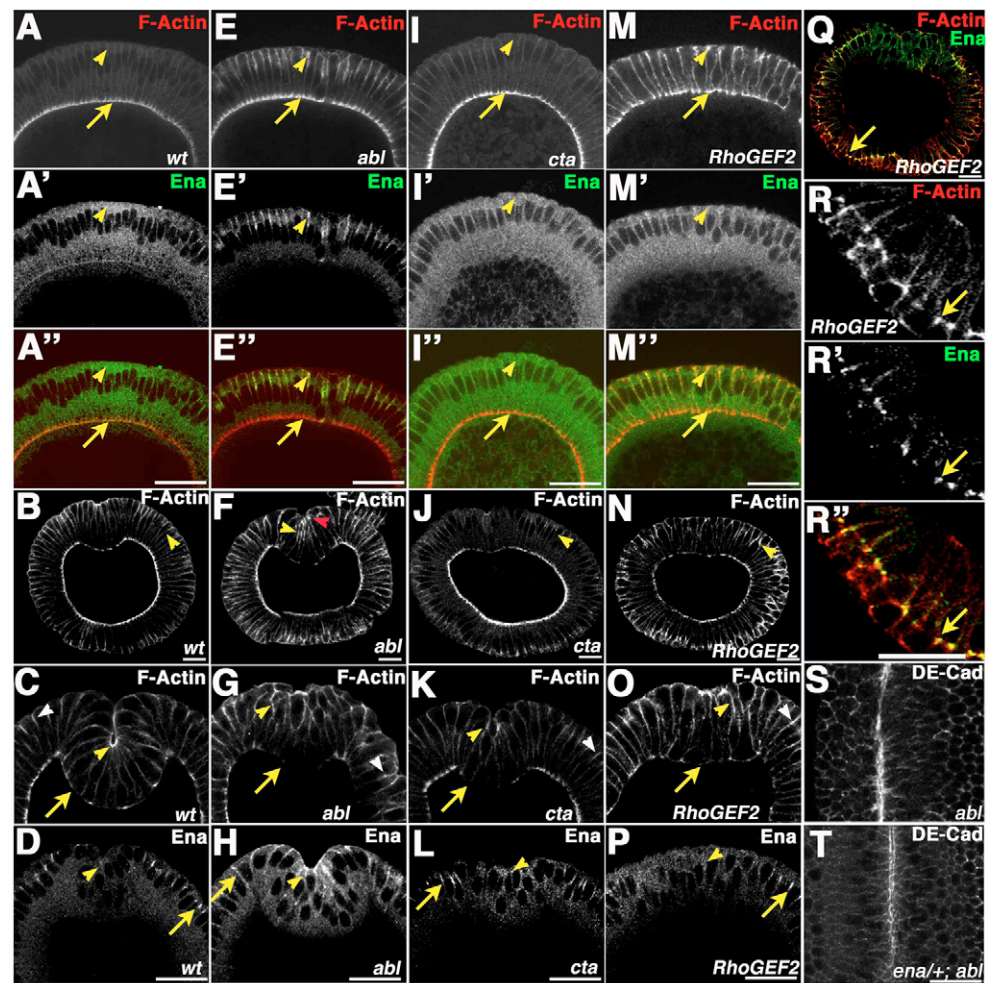 A F-Actin wt
E F-Actin abl
I F-Actin cta
M F-Actin RhoGEF2
Q F-Actin Ena RhoGEF2
A’ Ena
E’ Ena
I’ Ena
M’ Ena
R F-Actin RhoGEF2
A’’
E’’
I’’
M’’
R’ Ena
B F-Actin wt
F F-Actin abl
J F-Actin cta
N F-Actin RhoGEF2
R’’
C F-Actin wt
G F-Actin abl
K F-Actin cta
O F-Actin RhoGEF2
S DE-Cad abl
D Ena wt
H Ena abl
L Ena cta
P Ena RhoGEF2
T DE-Cad ena/+; abl